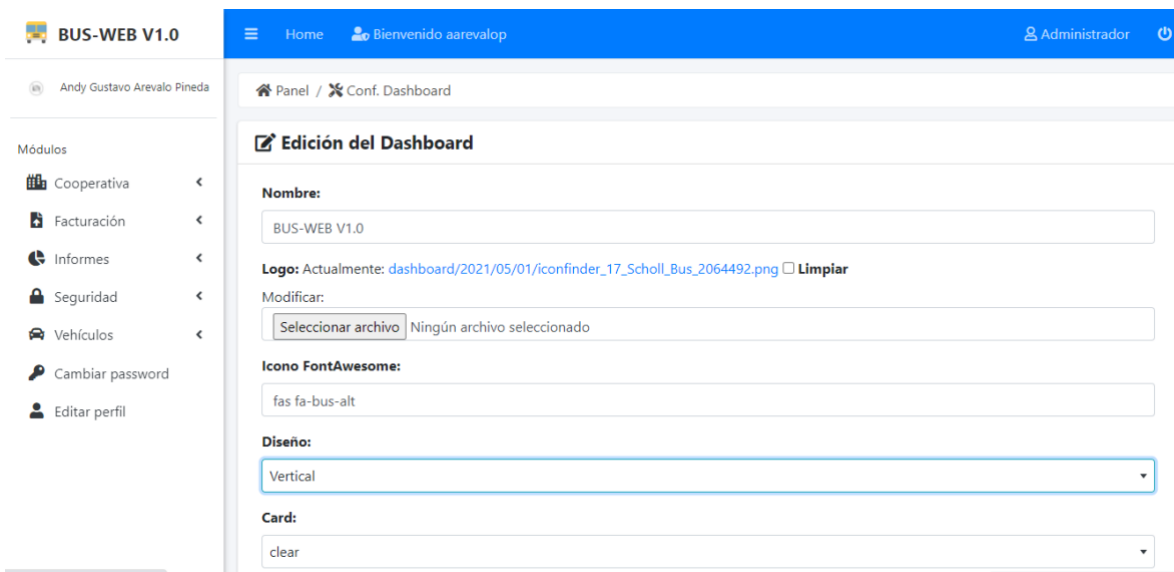 BUS-WEB V1.0
Home
Bienvenido aarevalop
Administrador
Andy Gustavo Arevalo Pineda
Módulos
Cooperativa
Facturación
Informes
Seguridad
Vehículos
Cambiar password
Editar perfil
Panel / Conf. Dashboard
Edición del Dashboard
Nombre:
BUS-WEB V1.0
Logo: Actualmente: dashboard/2021/05/01/iconfinder_17_Scholl_Bus_2064492.png Limpiar
Modificar:
Seleccionar archivo Ningún archivo seleccionado
Icono FontAwesome:
fas fa-bus-alt
Diseño:
Vertical
Card:
clear